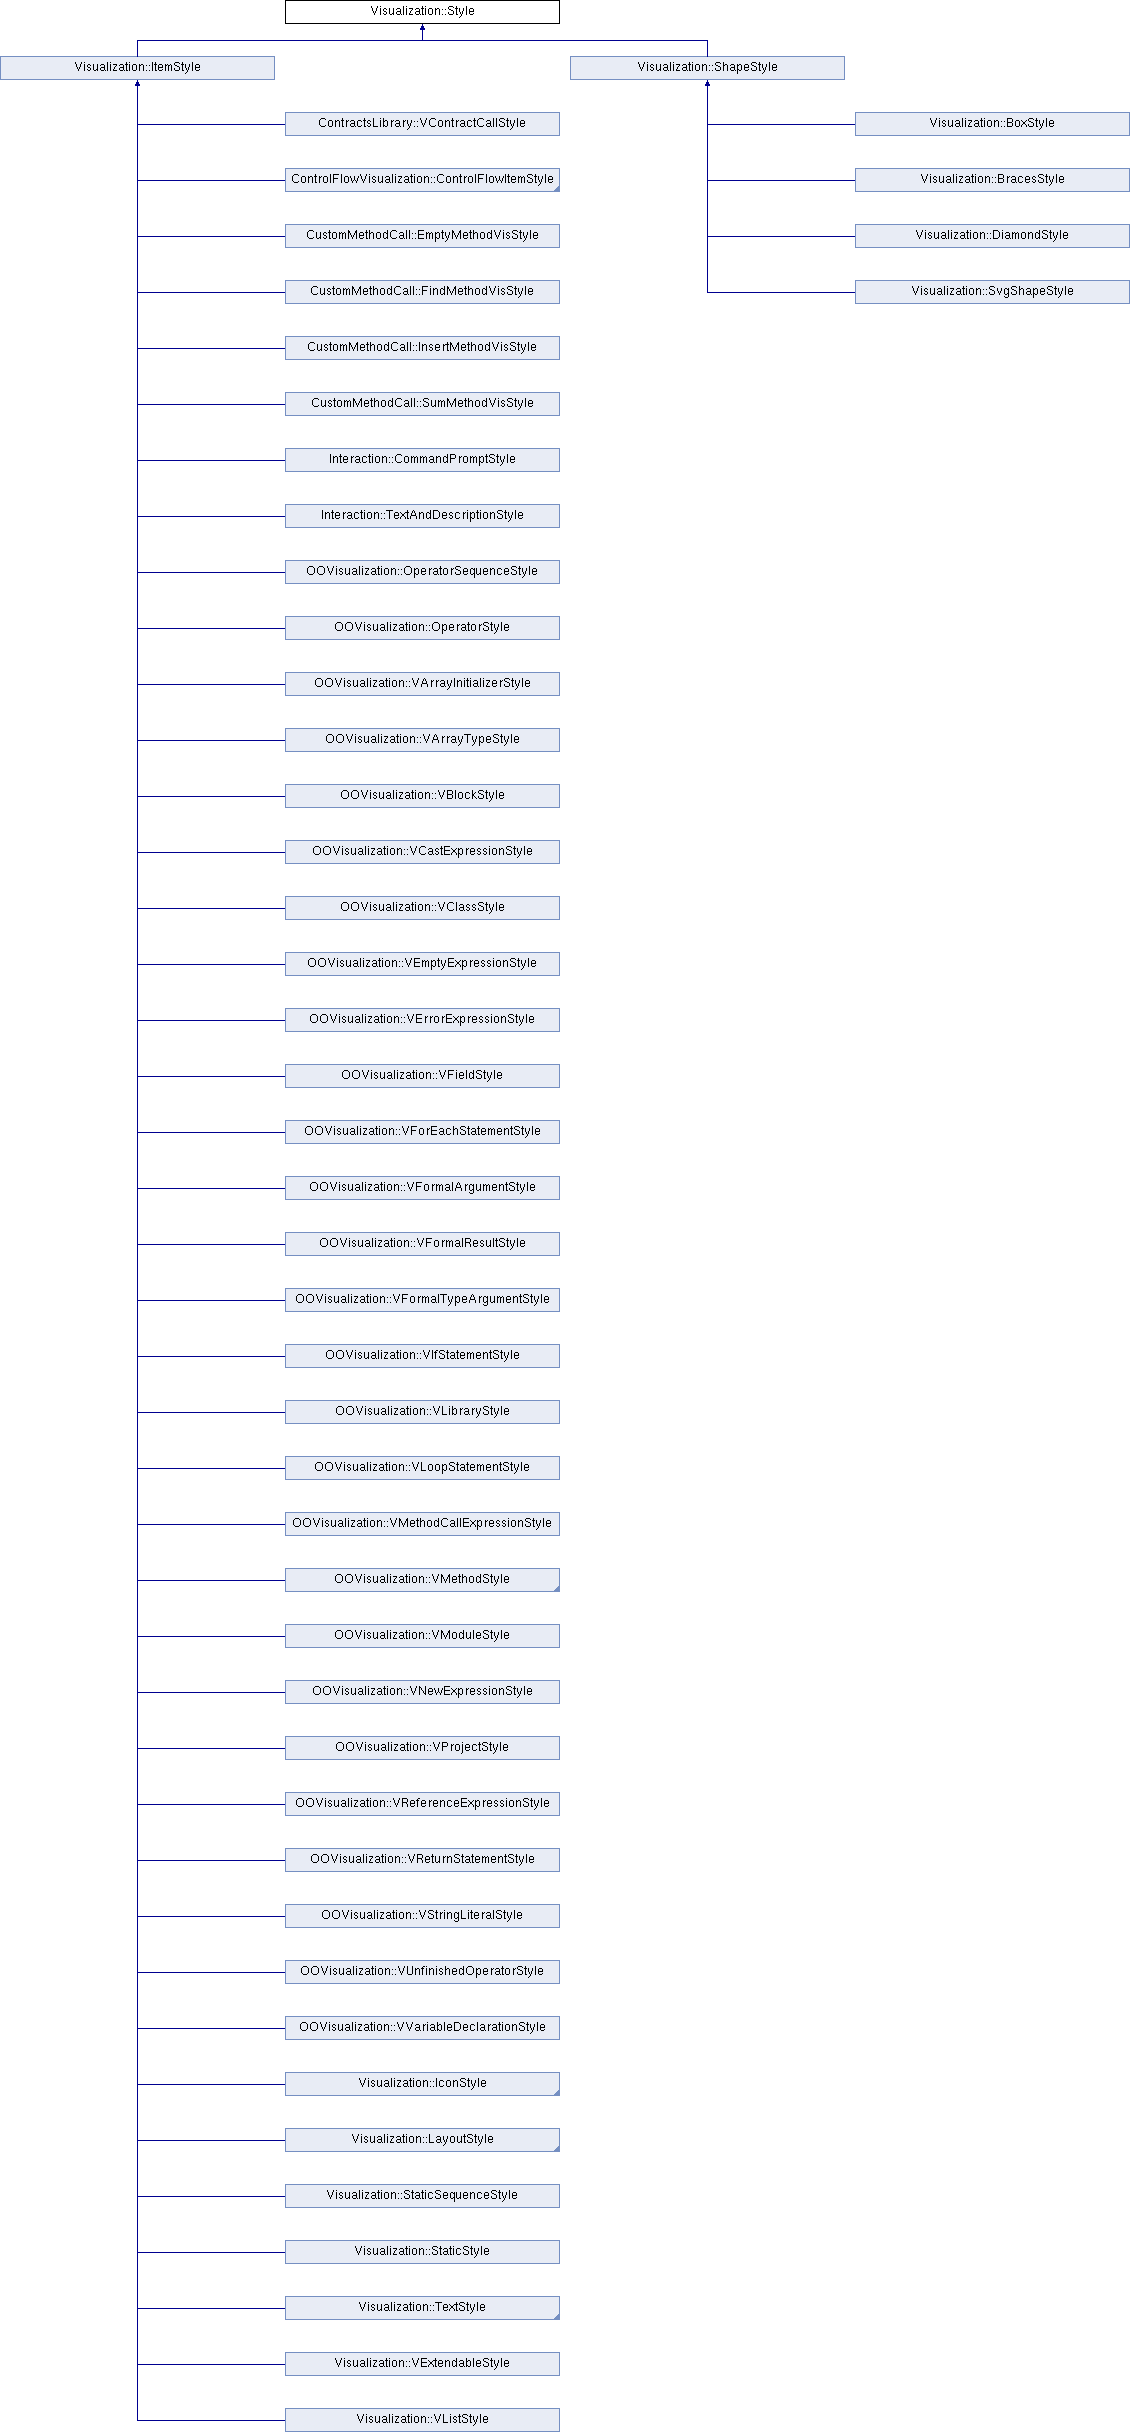 Visualization::Style
Visualization::ItemStyle
Visualization::ShapeStyle
ContractsLibrary::VContractCallStyle
Visualization::BoxStyle
ControlFlowVisualization::ControlFlowItemStyle
Visualization::BracesStyle
CustomMethodCall::EmptyMethodVisStyle
Visualization::DiamondStyle
CustomMethodCall::FindMethodVisStyle
Visualization::SvgShapeStyle
CustomMethodCall::InsertMethodVisStyle
CustomMethodCall::SumMethodVisStyle
Interaction::CommandPromptStyle
Interaction::TextAndDescriptionStyle
OOVisualization::OperatorSequenceStyle
OOVisualization::OperatorStyle
OOVisualization::VArrayInitializerStyle
OOVisualization::VArrayTypeStyle
OOVisualization::VBlockStyle
OOVisualization::VCastExpressionStyle
OOVisualization::VClassStyle
OOVisualization::VEmptyExpressionStyle
OOVisualization::VErrorExpressionStyle
OOVisualization::VFieldStyle
OOVisualization::VForEachStatementStyle
OOVisualization::VFormalArgumentStyle
OOVisualization::VFormalResultStyle
OOVisualization::VFormalTypeArgumentStyle
OOVisualization::VIfStatementStyle
OOVisualization::VLibraryStyle
OOVisualization::VLoopStatementStyle
OOVisualization::VMethodCallExpressionStyle
OOVisualization::VMethodStyle
OOVisualization::VModuleStyle
OOVisualization::VNewExpressionStyle
OOVisualization::VProjectStyle
OOVisualization::VReferenceExpressionStyle
OOVisualization::VReturnStatementStyle
OOVisualization::VStringLiteralStyle
OOVisualization::VUnfinishedOperatorStyle
OOVisualization::VVariableDeclarationStyle
Visualization::IconStyle
Visualization::LayoutStyle
Visualization::StaticSequenceStyle
Visualization::StaticStyle
Visualization::TextStyle
Visualization::VExtendableStyle
Visualization::VListStyle